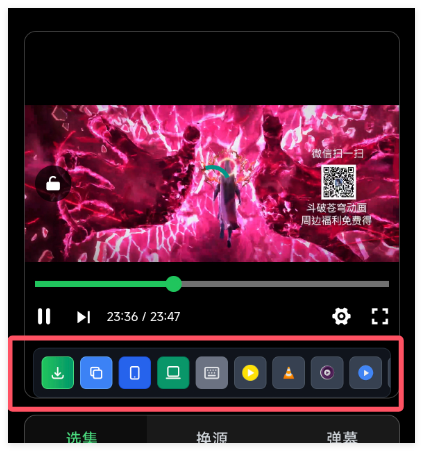 微信扫一扫
斗破苍穹动画
周边福利免费得
23:36 / 23:47
选集
换源
弹幕